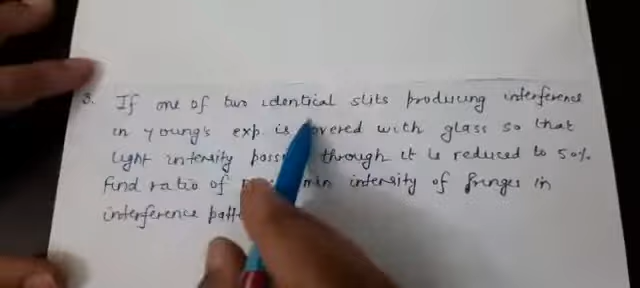 3. If one of two identical slits producing interference
in Young's exp. is covered with glass so that
light intensity pass through it is reduced to 50%
find ratio of min intensity of fringes in
interference